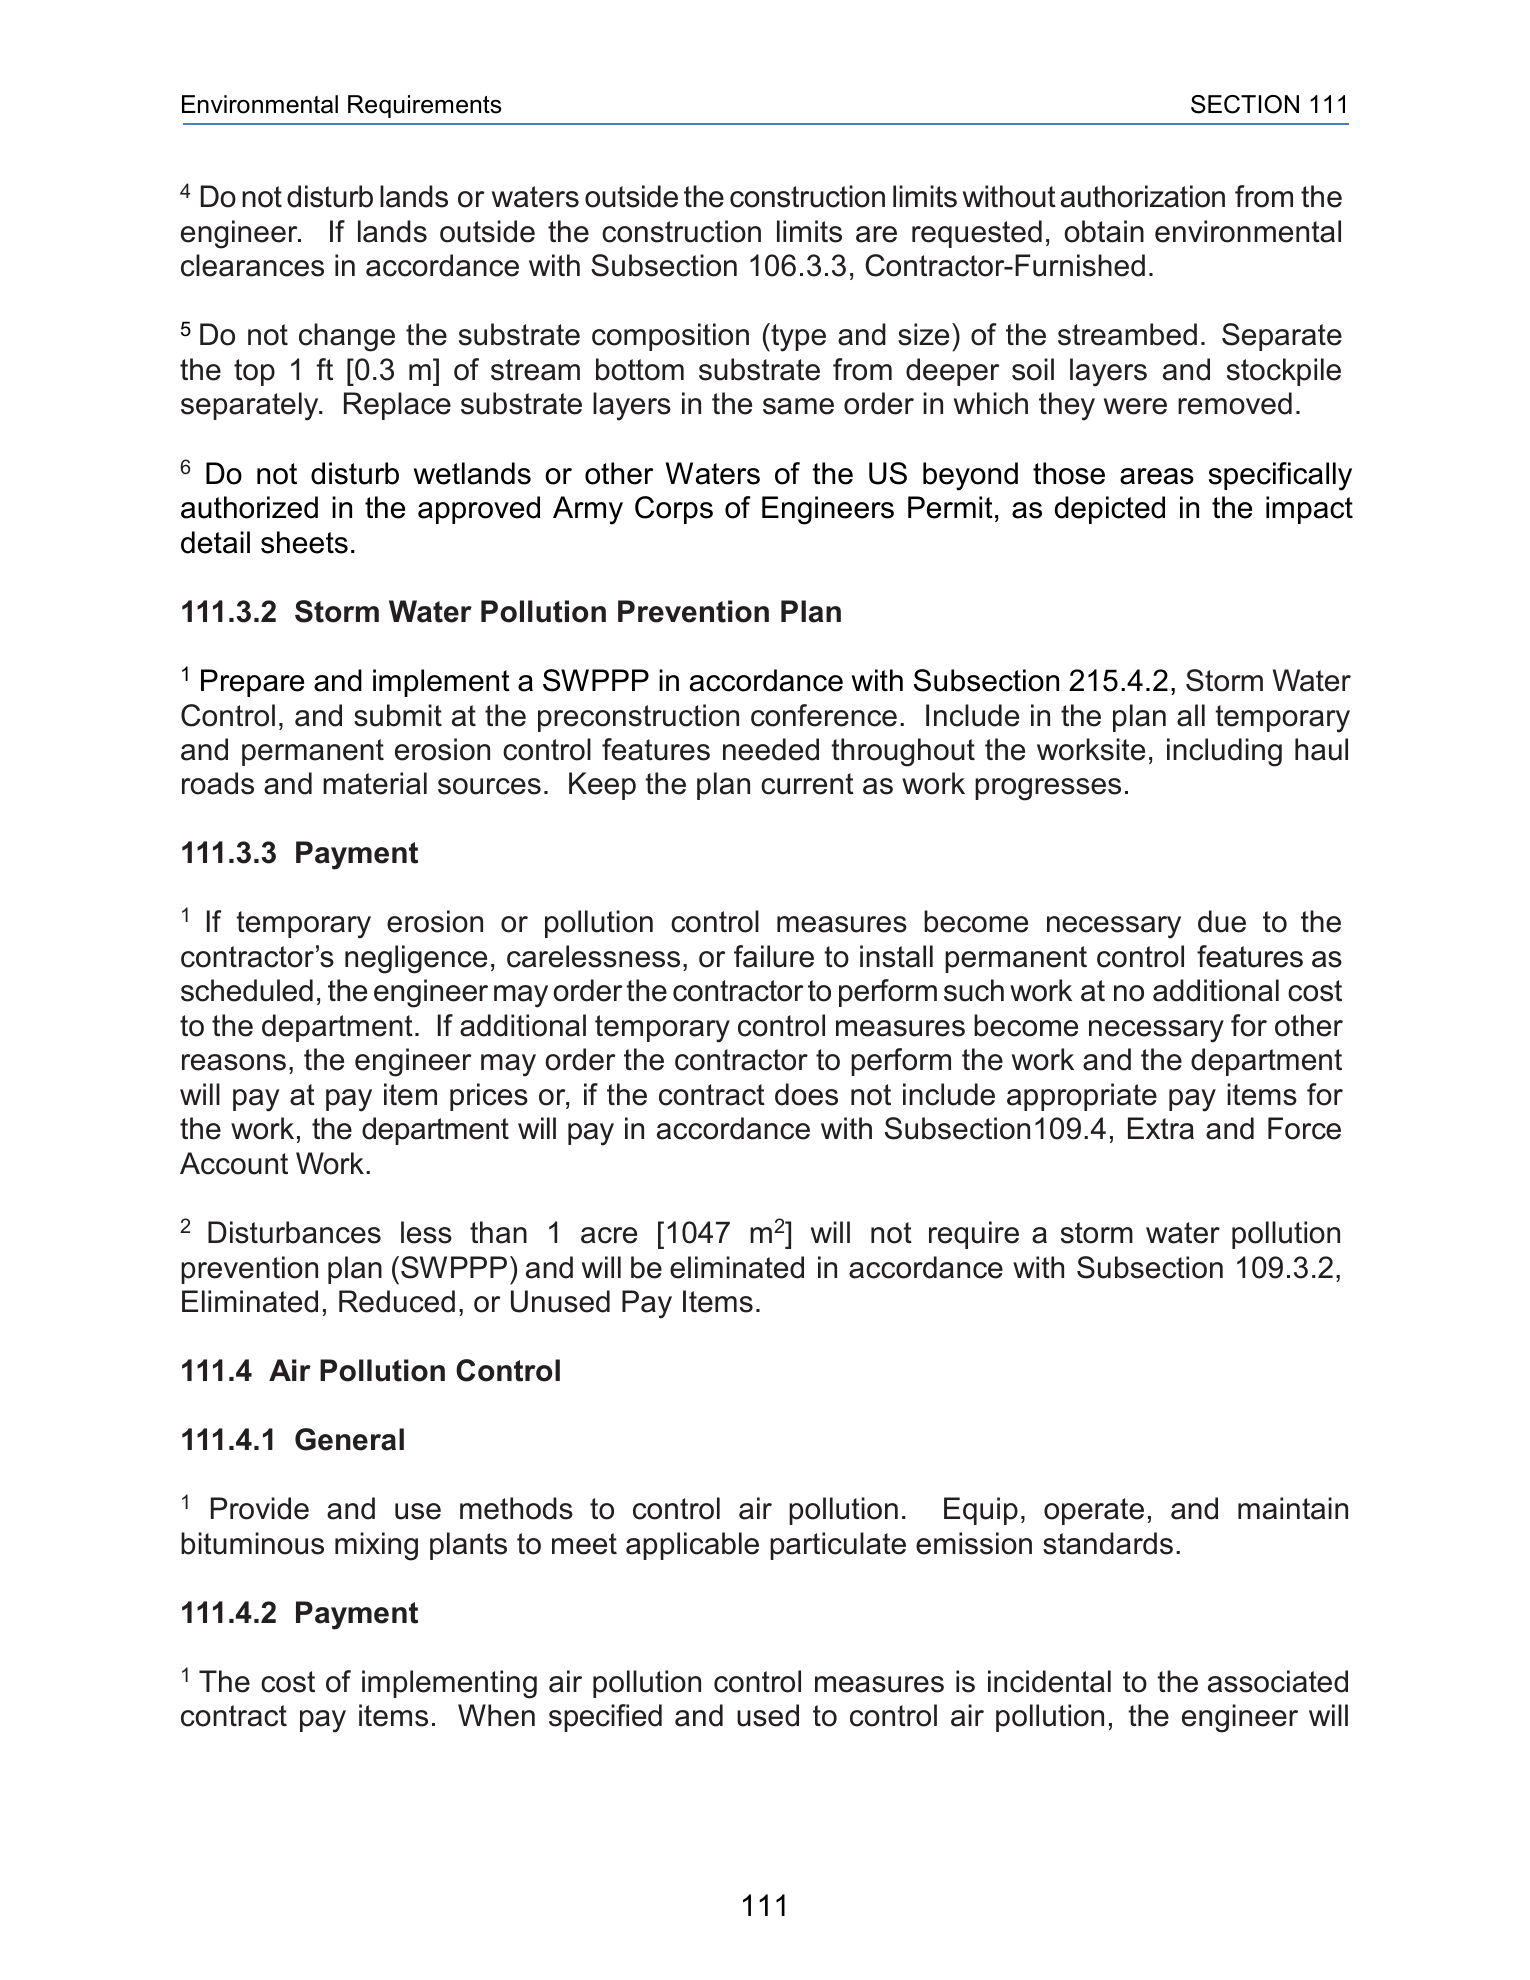 Environmental Requirements SECTION 111
4 Do not disturb lands or waters outside the construction limits without authorization from the
engineer. If lands outside the construction limits are requested, obtain environmental
clearances in accordance with Subsection 106.3.3, Contractor-Furnished.
5 Do not change the substrate composition (type and size) of the streambed. Separate
the top 1 ft [0.3 m] of stream bottom substrate from deeper soil layers and stockpile
separately. Replace substrate layers in the same order in which they were removed.
6 Do not disturb wetlands or other Waters of the US beyond those areas specifically
authorized in the approved Army Corps of Engineers Permit, as depicted in the impact
detail sheets.
111.3.2 Storm Water Pollution Prevention Plan
1 Prepare and implement a SWPPP in accordance with Subsection 215.4.2, Storm Water
Control, and submit at the preconstruction conference. Include in the plan all temporary
and permanent erosion control features needed throughout the worksite, including haul
roads and material sources. Keep the plan current as work progresses.
111.3.3 Payment
1 If temporary erosion or pollution control measures become necessary due to the
contractor’s negligence, carelessness, or failure to install permanent control features as
scheduled, the engineer may order the contractor to perform such work at no additional cost
to the department. If additional temporary control measures become necessary for other
reasons, the engineer may order the contractor to perform the work and the department
will pay at pay item prices or, if the contract does not include appropriate pay items for
the work, the department will pay in accordance with Subsection109.4, Extra and Force
Account Work.
2 Disturbances less than 1 acre [1047 m2] will not require a storm water pollution
prevention plan (SWPPP) and will be eliminated in accordance with Subsection 109.3.2,
Eliminated, Reduced, or Unused Pay Items.
111.4 Air Pollution Control
111.4.1 General
1 Provide and use methods to control air pollution. Equip, operate, and maintain
bituminous mixing plants to meet applicable particulate emission standards.
111.4.2 Payment
1 The cost of implementing air pollution control measures is incidental to the associated
contract pay items. When specified and used to control air pollution, the engineer will
111